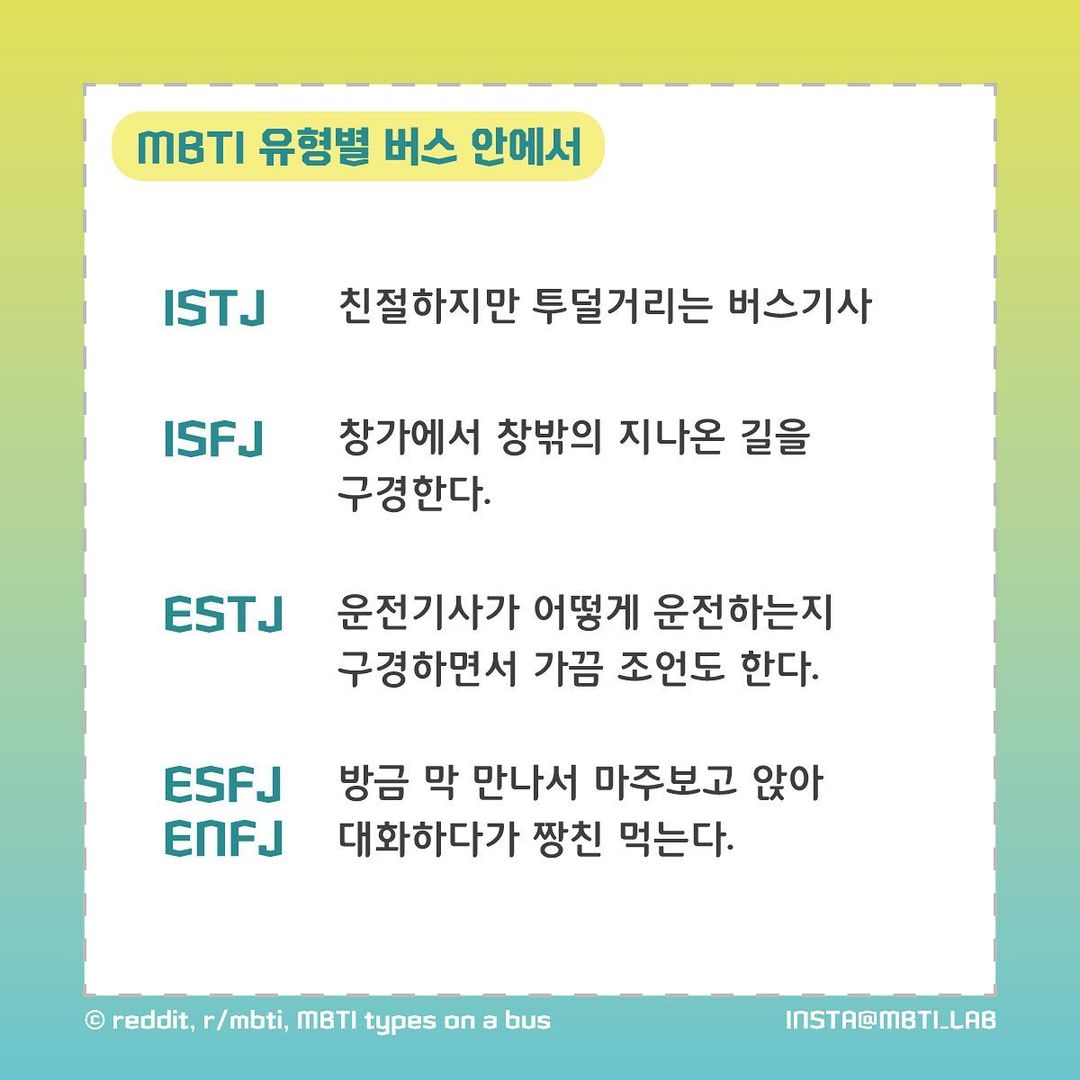 MBTI 유형별 버스 안에서
ISTJ 친절하지만 투덜거리는 버스기사
ISFJ 창가에서 창밖의 지나온 길을
구경한다.
ESTJ 운전기사가 어떻게 운전하는지
구경하면서 가끔 조언도 한다.
ESFJ 방금 막 만나서 마주보고 앉아
ENFJ 대화하다가 짱친 먹는다.
© reddit, r/mbti, MBTI types on a bus
INSTA@MBTI_LAB